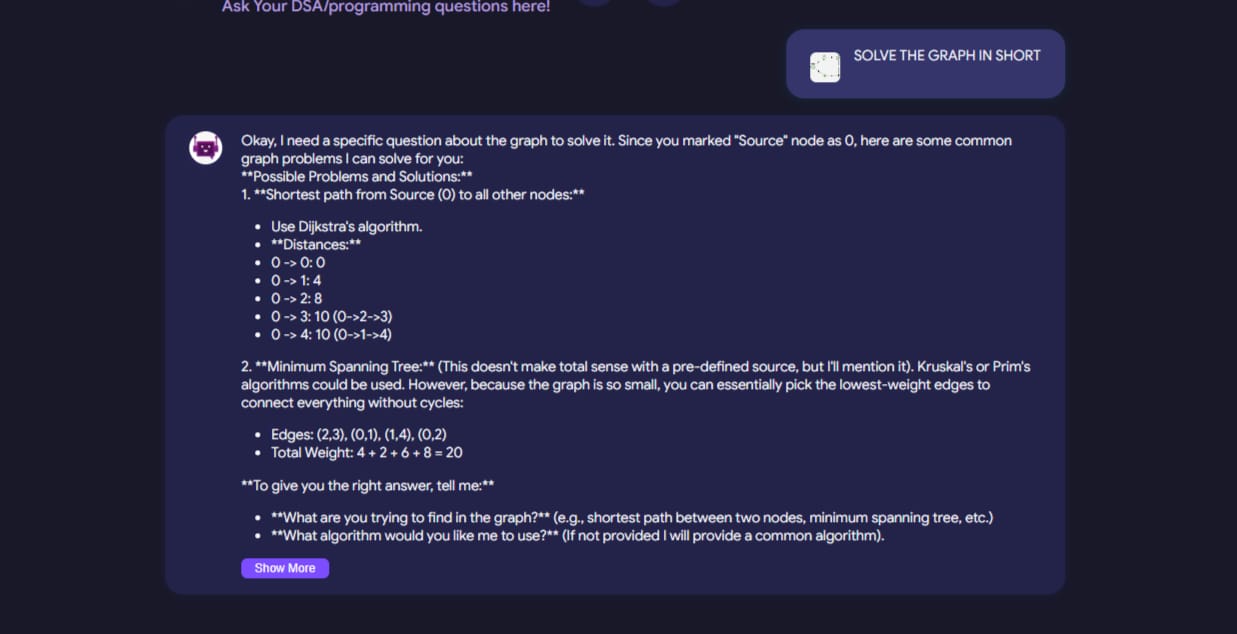 Ask Your DSA/programming questions here!
SOLVE THE GRAPH IN SHORT
Okay, I need a specific question about the graph to solve it. Since you marked "Source" node as 0, here are some common
graph problems I can solve for you:
**Possible Problems and Solutions:**
1. **Shortest path from Source (0) to all other nodes:**
• Use Dijkstra's algorithm.
• **Distances:**
• 0 -> 0: 0
• 0 -> 1: 4
• 0 -> 2: 8
• 0 -> 3: 10 (0->2->3)
• 0 -> 4: 10 (0->1->4)
2. **Minimum Spanning Tree:** (This doesn't make total sense with a pre-defined source, but I'll mention it). Kruskal's or Prim's
algorithms could be used. However, because the graph is so small, you can essentially pick the lowest-weight edges to
connect everything without cycles:
• Edges: (2,3), (0,1), (1,4), (0,2)
• Total Weight: 4 + 2 + 6 + 8 = 20
**To give you the right answer, tell me:**
• **What are you trying to find in the graph?** (e.g., shortest path between two nodes, minimum spanning tree, etc.)
• **What algorithm would you like me to use?** (If not provided I will provide a common algorithm).
Show More